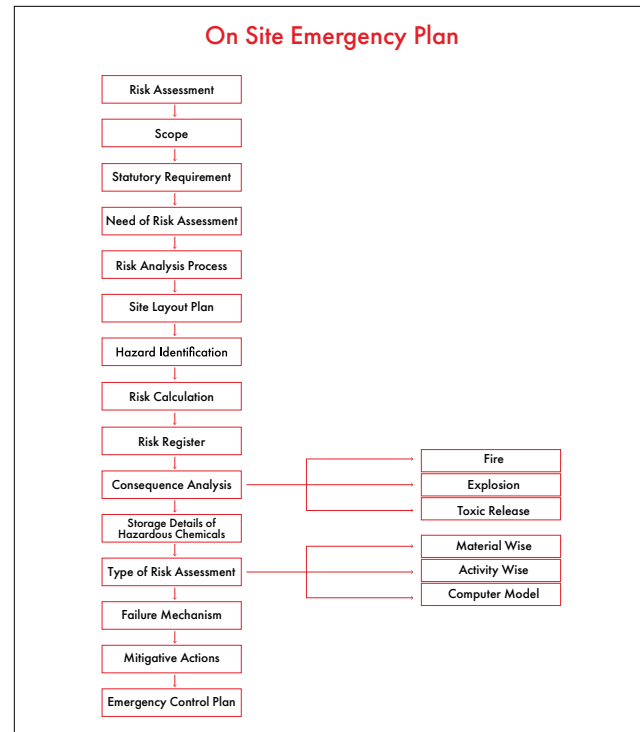 On Site Emergency Plan
Risk Assessment
Scope
Statutory Requirement
Need of Risk Assessment
Risk Analysis Process
Site Layout Plan
Hazard Identification
Risk Calculation
Risk Register
Consequence Analysis
Fire
Explosion
Toxic Release
Storage Details of
Hazardous Chemicals
Type of Risk Assessment
Material Wise
Activity Wise
Computer Model
Failure Mechanism
Mitigative Actions
Emergency Control Plan